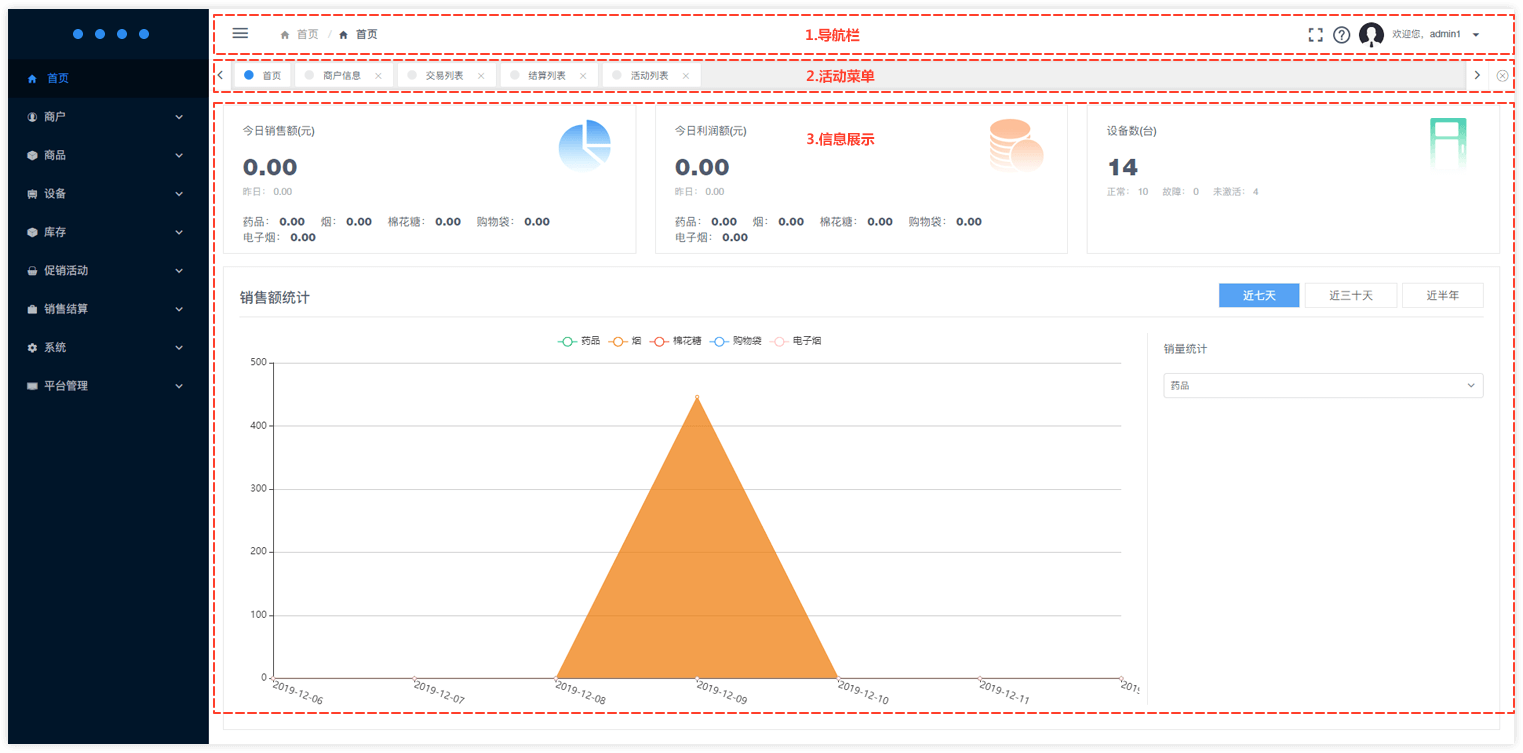 首页 / 首页
1.导航栏
欢迎您，admin1
首页
商户
商品
设备
库存
促销活动
销售结算
系统
平台管理
首页 商户信息 交易列表 结算列表 活动列表
2.活动菜单
3.信息展示
今日销售额(元)
0.00
昨日: 0.00
药品: 0.00 烟: 0.00 棉花糖: 0.00 购物袋: 0.00
电子烟: 0.00
今日利润额(元)
0.00
昨日: 0.00
药品: 0.00 烟: 0.00 棉花糖: 0.00 购物袋: 0.00
电子烟: 0.00
设备数(台)
14
正常: 10 故障: 0 未激活: 4
销售额统计
近七天 近三十天 近半年
药品 烟 棉花糖 购物袋 电子烟
500
400
300
200
100
0
2019-12-06 2019-12-07 2019-12-08 2019-12-09 2019-12-10 2019-12-11
销量统计
药品